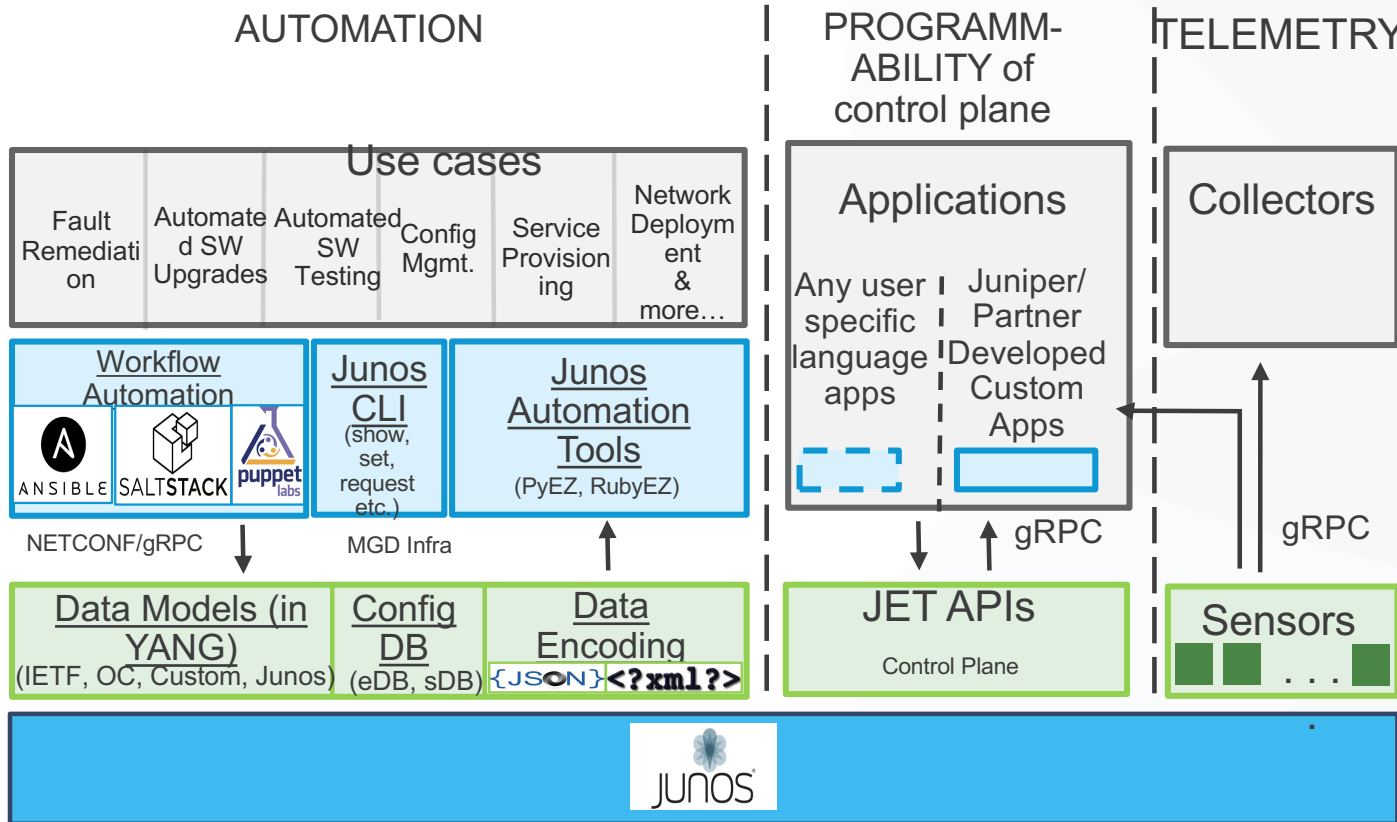 AUTOMATION
PROGRAMM-
ABILITY of
control plane
TELEMETRY
Use cases
Fault
Remediati
on
Automate
d SW
Upgrades
Automated
SW
Testing
Config
Mgmt.
Service
Provision
ing
Network
Deploym
ent
&
more…
Workflow
Automation
ANSIBLE
SALTSTACK
puppet
labs
Junos
CLI
(show,
set,
request
etc.)
Junos
Automation
Tools
(PyEZ, RubyEZ)
NETCONF/gRPC
MGD Infra
Data Models (in
YANG)
(IETF, OC, Custom, Junos)
Config
DB
(eDB, sDB)
Data
Encoding
{JSON}
<?xml?>
Applications
Any user
specific
language
apps
Juniper/
Partner
Developed
Custom
Apps
gRPC
JET APIs
Control Plane
Collectors
gRPC
Sensors
. . .
.
JUNOS